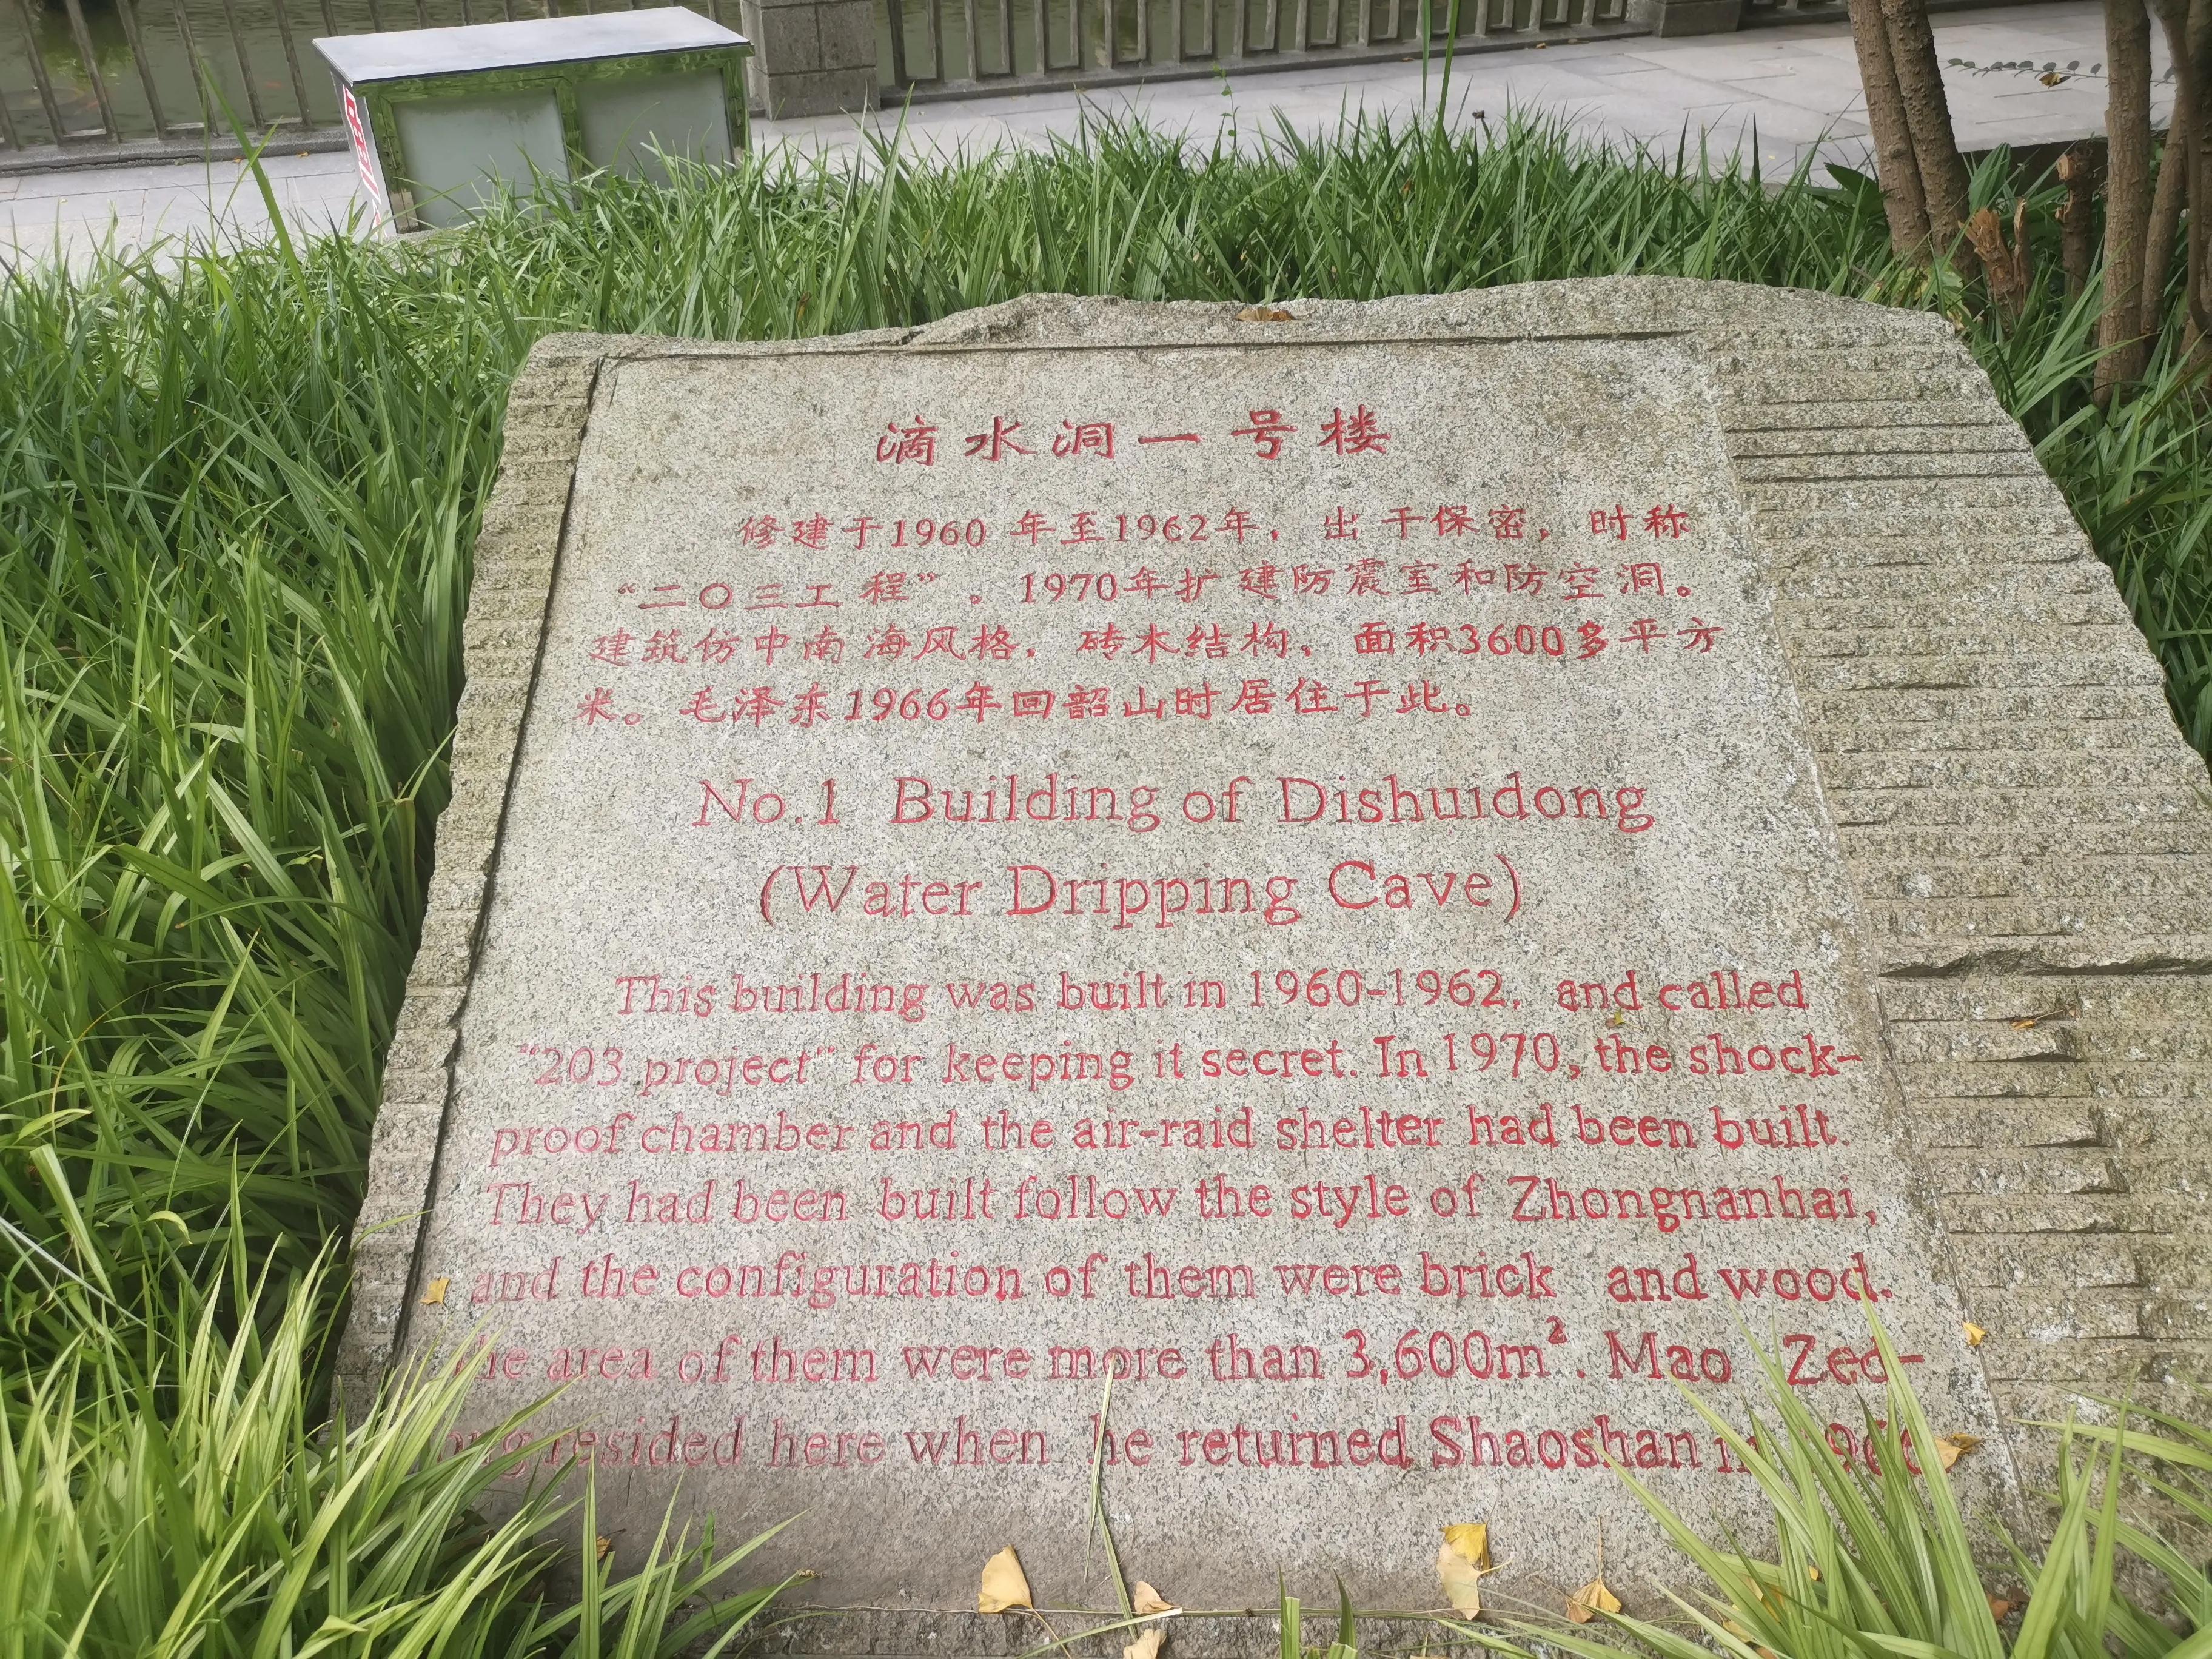 滴水洞一号楼
修建于1960年至1962年，出于保密，时称
“二〇三工程”。1970年扩建防震室和防空洞。
建筑仿中南海风格，砖木结构，面积3600多平方
米。毛泽东1966年回韶山时居住于此。
No.1 Building of Dishuidong
(Water Dripping Cave)
This building was built in 1960-1962, and called
"203 project" for keeping it secret. In 1970, the shock-
proof chamber and the air-raid shelter had been built.
They had been built follow the style of Zhongnanhai,
and the configuration of them were brick and wood.
the area of them were more than 3,600m². Mao Zed-
ong resided here when he returned Shaoshan in 1966.